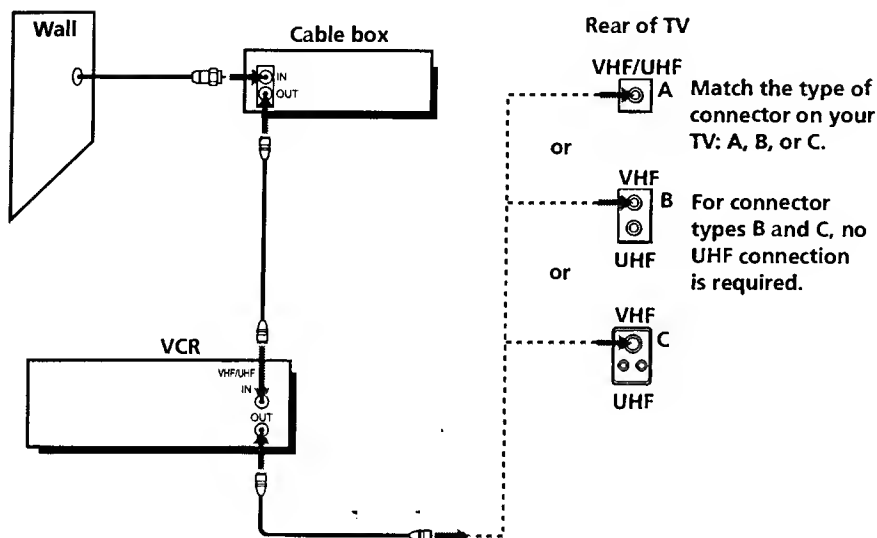 Wall
Cable box
IN
OUT
VCR
VHF/UHF
IN
OUT
Rear of TV
VHF/UHF
A
Match the type of
connector on your
TV: A, B, or C.
or
VHF
B
For connector
types B and C, no
UHF connection
is required.
UHF
or
VHF
C
UHF